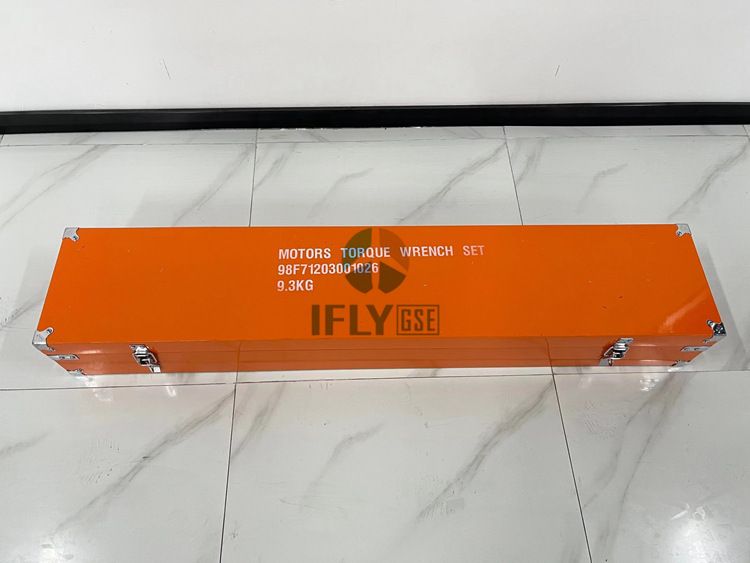 MOTORS TORQUE WRENCH SET
98F71203001026
9.3KG
IFLY GSE